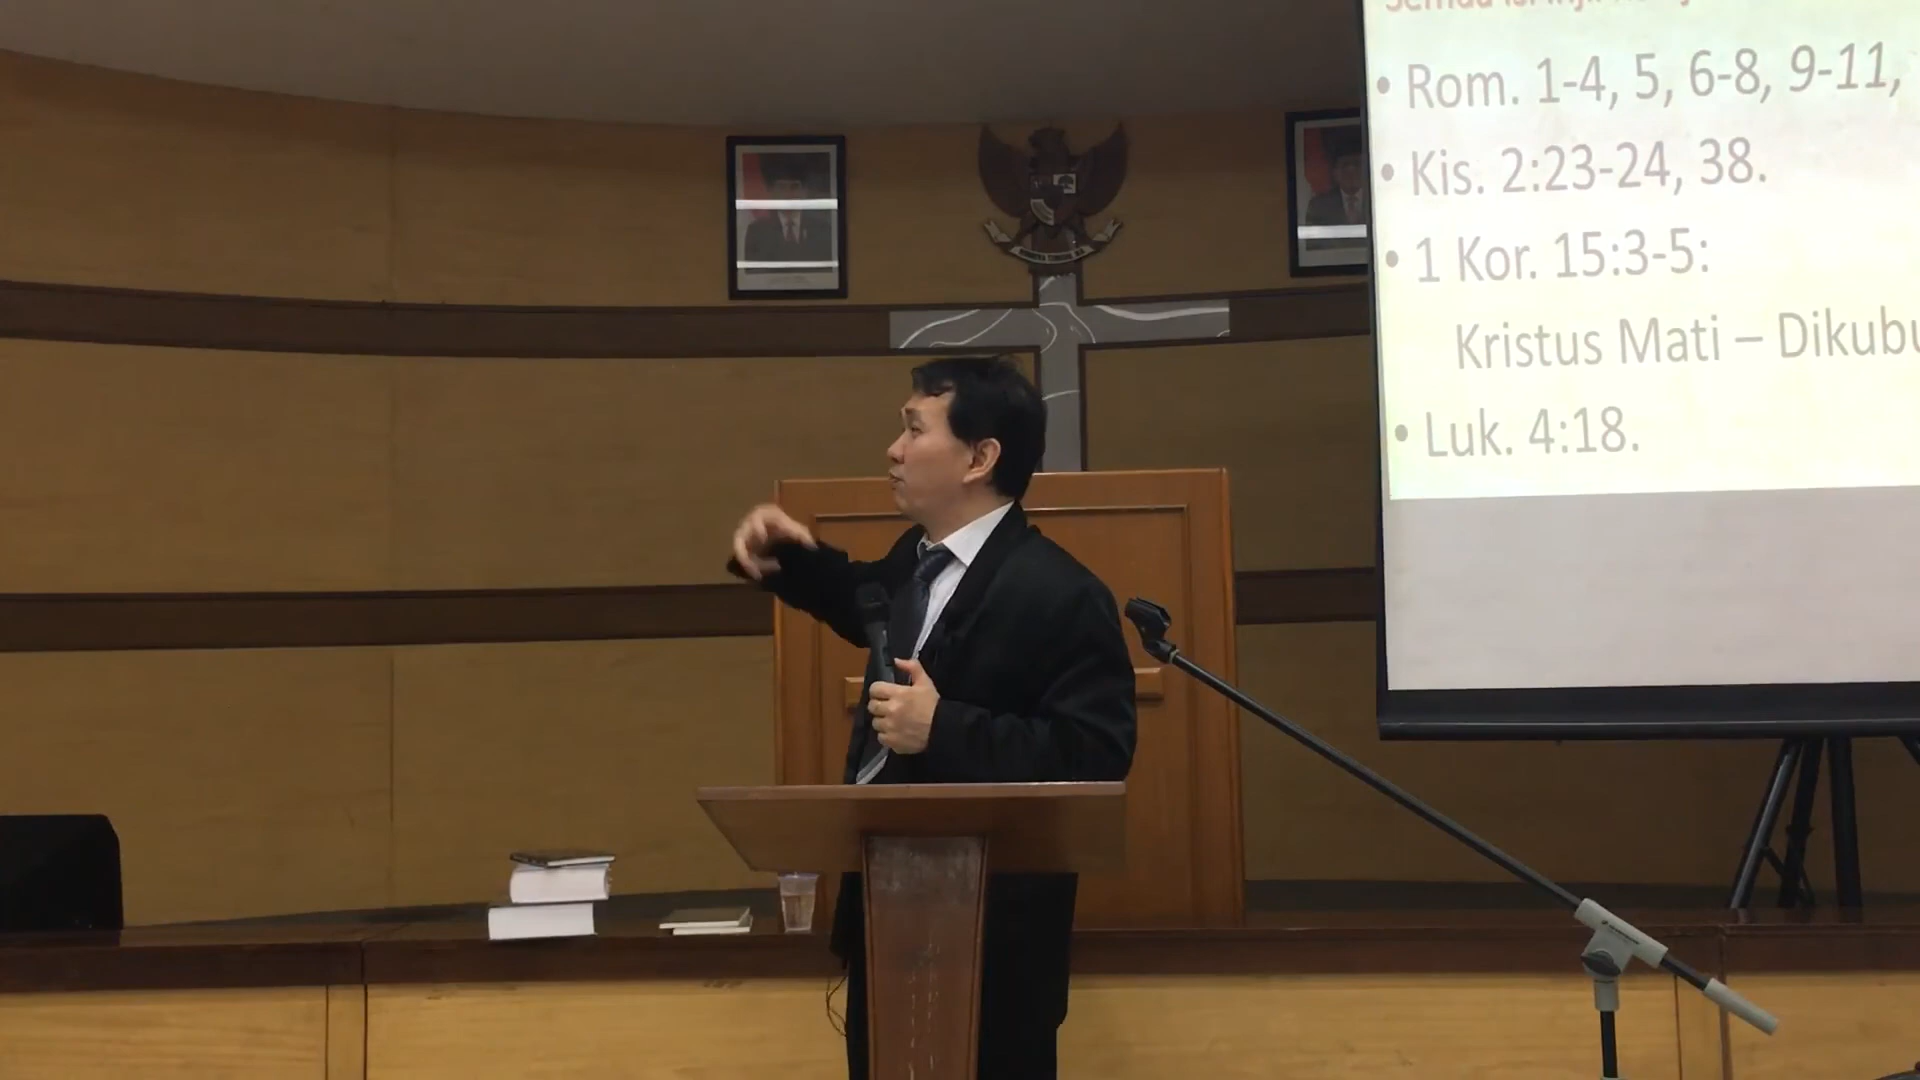 • Rom. 1-4, 5, 6-8, 9-11,
• Kis. 2:23-24, 38.
• 1 Kor. 15:3-5:
Kristus Mati – Dikubu
• Luk. 4:18.